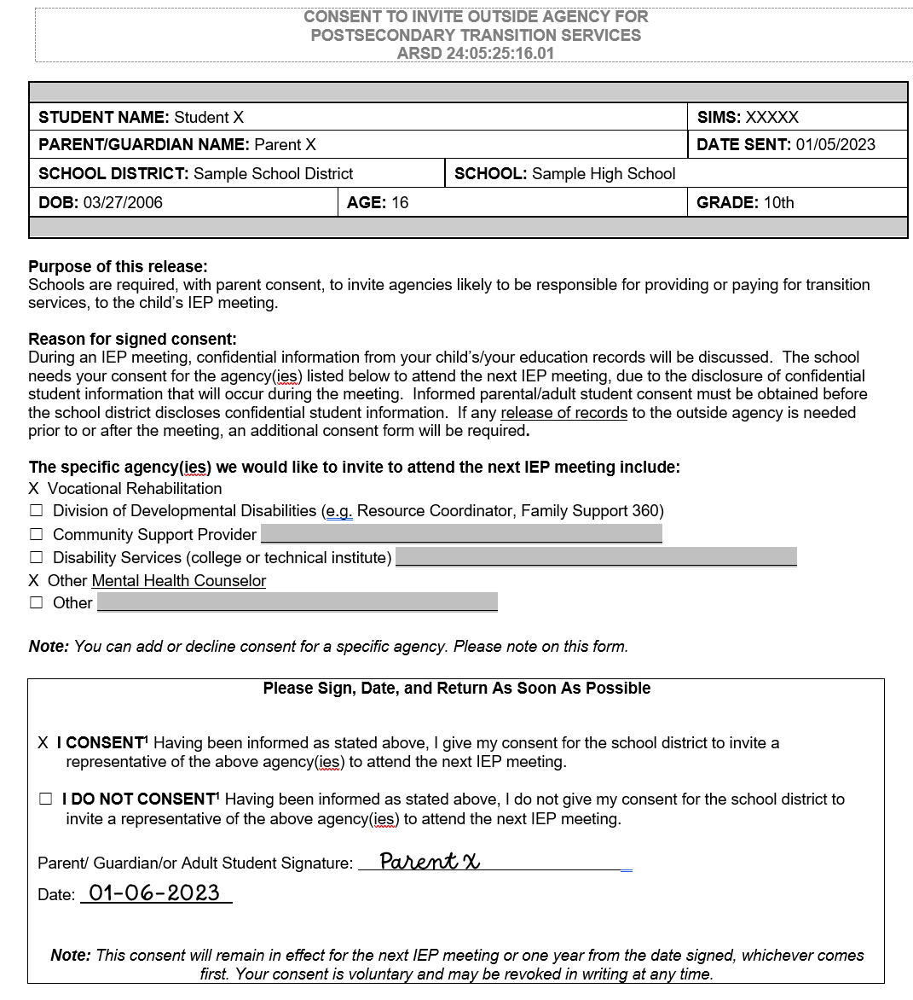 CONSENT TO INVITE OUTSIDE AGENCY FOR
POSTSECONDARY TRANSITION SERVICES
ARSD 24:05:25:16.01
STUDENT NAME: Student X SIMS: XXXXX
PARENT/GUARDIAN NAME: Parent X DATE SENT: 01/05/2023
SCHOOL DISTRICT: Sample School District SCHOOL: Sample High School
DOB: 03/27/2006 AGE: 16 GRADE: 10th
Purpose of this release:
Schools are required, with parent consent, to invite agencies likely to be responsible for providing or paying for transition
services, to the child’s IEP meeting.
Reason for signed consent:
During an IEP meeting, confidential information from your child’s/your education records will be discussed.  The school
needs your consent for the agency(ies) listed below to attend the next IEP meeting, due to the disclosure of confidential
student information that will occur during the meeting.  Informed parental/adult student consent must be obtained before
the school district discloses confidential student information.  If any release of records to the outside agency is needed
prior to or after the meeting, an additional consent form will be required.
The specific agency(ies) we would like to invite to attend the next IEP meeting include:
X Vocational Rehabilitation
☐ Division of Developmental Disabilities (e.g. Resource Coordinator, Family Support 360)
☐ Community Support Provider
☐ Disability Services (college or technical institute)
X Other Mental Health Counselor
☐ Other
Note: You can add or decline consent for a specific agency. Please note on this form.
Please Sign, Date, and Return As Soon As Possible
X I CONSENT¹ Having been informed as stated above, I give my consent for the school district to invite a
representative of the above agency(ies) to attend the next IEP meeting.
☐ I DO NOT CONSENT¹ Having been informed as stated above, I do not give my consent for the school district to
invite a representative of the above agency(ies) to attend the next IEP meeting.
Parent/ Guardian/or Adult Student Signature: Parent X
Date: 01-06-2023
Note: This consent will remain in effect for the next IEP meeting or one year from the date signed, whichever comes
first. Your consent is voluntary and may be revoked in writing at any time.